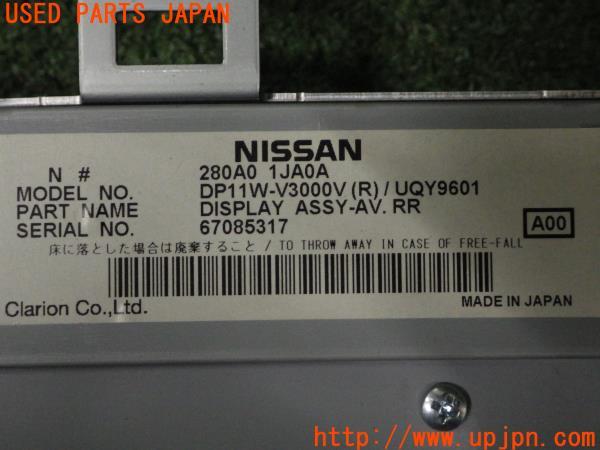 USED PARTS JAPAN
NISSAN
N # 280A0 1JA0A
MODEL NO. DP11W-V3000V (R) / UQY9601
PART NAME DISPLAY ASSY-AV. RR
SERIAL NO. 67085317
A00
床に落とした場合は廃棄すること / TO THROW AWAY IN CASE OF FREE-FALL
Clarion Co.,Ltd.
MADE IN JAPAN
http://www.upjpn.com/